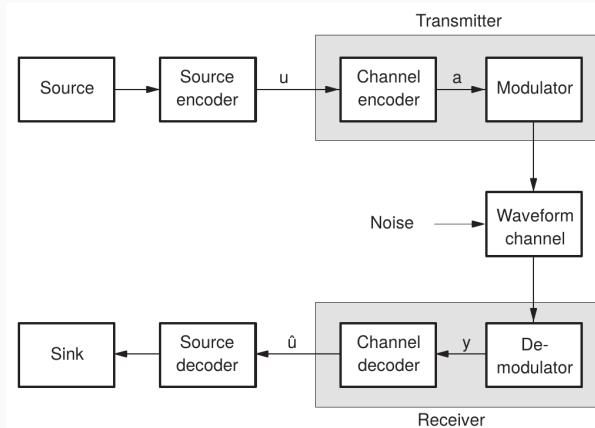 Transmitter
Source
Source
encoder
u
Channel
encoder
a
Modulator
Noise
Waveform
channel
Sink
Source
decoder
û
Channel
decoder
y
De-
modulator
Receiver